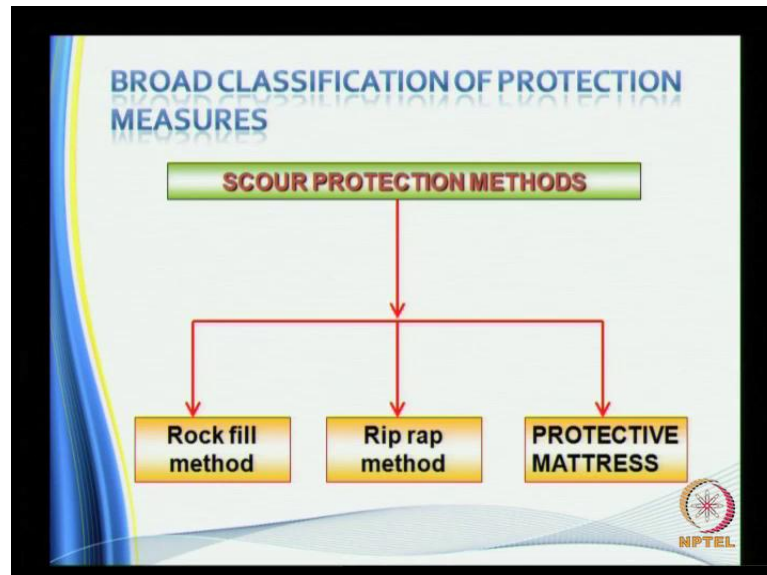 BROAD CLASSIFICATION OF PROTECTION
MEASURES
SCOUR PROTECTION METHODS
Rock fill
method
Rip rap
method
PROTECTIVE
MATTRESS
NPTEL